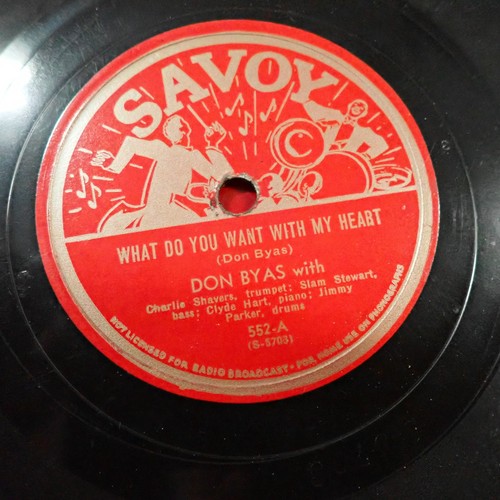 SAVOY
C
WHAT DO YOU WANT WITH MY HEART
(Don Byas)
DON BYAS with
Charlie Shavers, trumpet; Slam Stewart,
bass; Clyde Hart, piano; Jimmy
Parker, drums
552-A
(S-5703)
NOT LICENSED FOR RADIO BROADCAST - FOR HOME USE ON PHONOGRAPHS